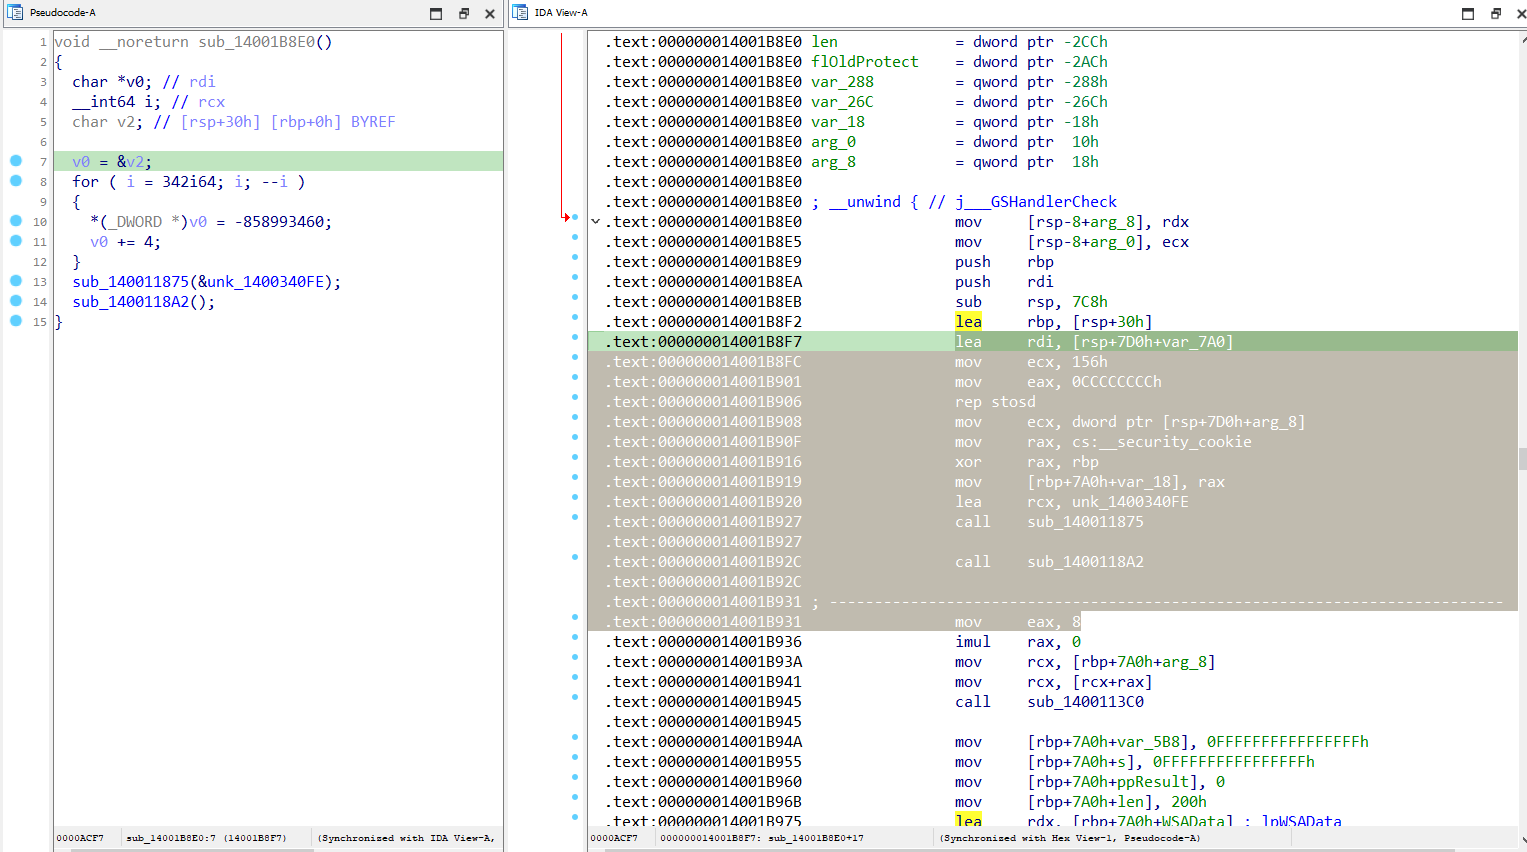 Pseudocode-A
1 void __noreturn sub_14001B8E0()
2 {
3 char *v0; // rdi
4 __int64 i; // rcx
5 char v2; // [rsp+30h] [rbp+0h] BYREF
6
7 v0 = &v2;
8 for ( i = 342i64; i; --i )
9 {
10 *(_DWORD *)v0 = -858993460;
11 v0 += 4;
12 }
13 sub_140011875(&unk_1400340FE);
14 sub_1400118A2();
15 }
0000ACF7 sub_14001B8E0:7 (14001B8F7) (Synchronized with IDA View-A,
IDA View-A
.text:000000014001B8E0 len = dword ptr -2CCh
.text:000000014001B8E0 flOldProtect = dword ptr -2ACh
.text:000000014001B8E0 var_288 = qword ptr -288h
.text:000000014001B8E0 var_26C = dword ptr -26Ch
.text:000000014001B8E0 var_18 = qword ptr -18h
.text:000000014001B8E0 arg_0 = dword ptr 10h
.text:000000014001B8E0 arg_8 = qword ptr 18h
.text:000000014001B8E0
.text:000000014001B8E0 ; __unwind { // j___GSHandlerCheck
.text:000000014001B8E0 mov [rsp-8+arg_8], rdx
.text:000000014001B8E5 mov [rsp-8+arg_0], ecx
.text:000000014001B8E9 push rbp
.text:000000014001B8EA push rdi
.text:000000014001B8EB sub rsp, 7C8h
.text:000000014001B8F2 lea rbp, [rsp+30h]
.text:000000014001B8F7 lea rdi, [rsp+7D0h+var_7A0]
.text:000000014001B8FC mov ecx, 156h
.text:000000014001B901 mov eax, 0CCCCCCCCh
.text:000000014001B906 rep stosd
.text:000000014001B908 mov ecx, dword ptr [rsp+7D0h+arg_8]
.text:000000014001B90F mov rax, cs:__security_cookie
.text:000000014001B916 xor rax, rbp
.text:000000014001B919 mov [rbp+7A0h+var_18], rax
.text:000000014001B920 lea rcx, unk_1400340FE
.text:000000014001B927 call sub_140011875
.text:000000014001B927
.text:000000014001B92C call sub_1400118A2
.text:000000014001B92C
.text:000000014001B931 ; ---------------------------------------------------------------------------
.text:000000014001B931 mov eax, 8
.text:000000014001B936 imul rax, 0
.text:000000014001B93A mov rcx, [rbp+7A0h+arg_8]
.text:000000014001B941 mov rcx, [rcx+rax]
.text:000000014001B945 call sub_1400113C0
.text:000000014001B945
.text:000000014001B94A mov [rbp+7A0h+var_5B8], 0FFFFFFFFFFFFFFFFh
.text:000000014001B955 mov [rbp+7A0h+s], 0FFFFFFFFFFFFFFFFh
.text:000000014001B960 mov [rbp+7A0h+ppResult], 0
.text:000000014001B96B mov [rbp+7A0h+len], 200h
.text:000000014001B975 lea rdx, [rbp+7A0h+WSAData] ; lpWSAData
0000ACF7 000000014001B8F7: sub_14001B8E0+17 (Synchronized with Hex View-1, Pseudocode-A)